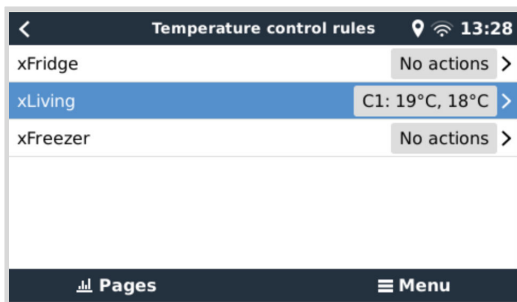 Temperature control rules 13:28
xFridge No actions
xLiving C1: 19°C, 18°C
xFreezer No actions
Pages Menu